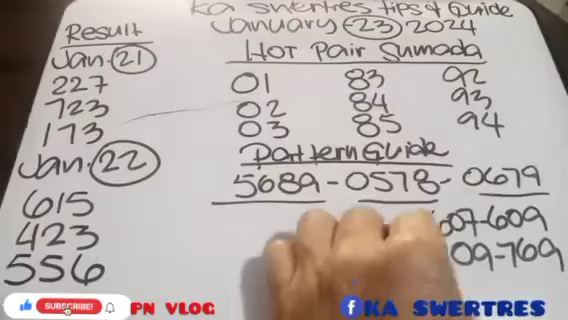 Ka Swertres Tips & Guide
January 23 2024
Result
Jan. 21
227
723
173
Jan. 22
615
423
556
Hot Pair Sumada
01 83 92
02 84 93
03 85 94
Pattern Guide
5689 - 0578 - 0679
607-609
09-769
SUBSCRIBE!
PN VLOG
KA SWERTRES